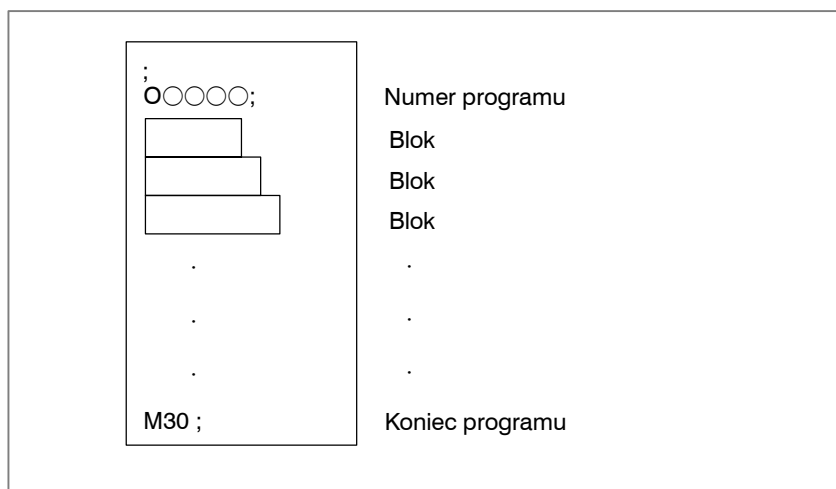 ;
O○○○○; Numer programu
Blok
Blok
Blok
. .
. .
. .
M30 ; Koniec programu